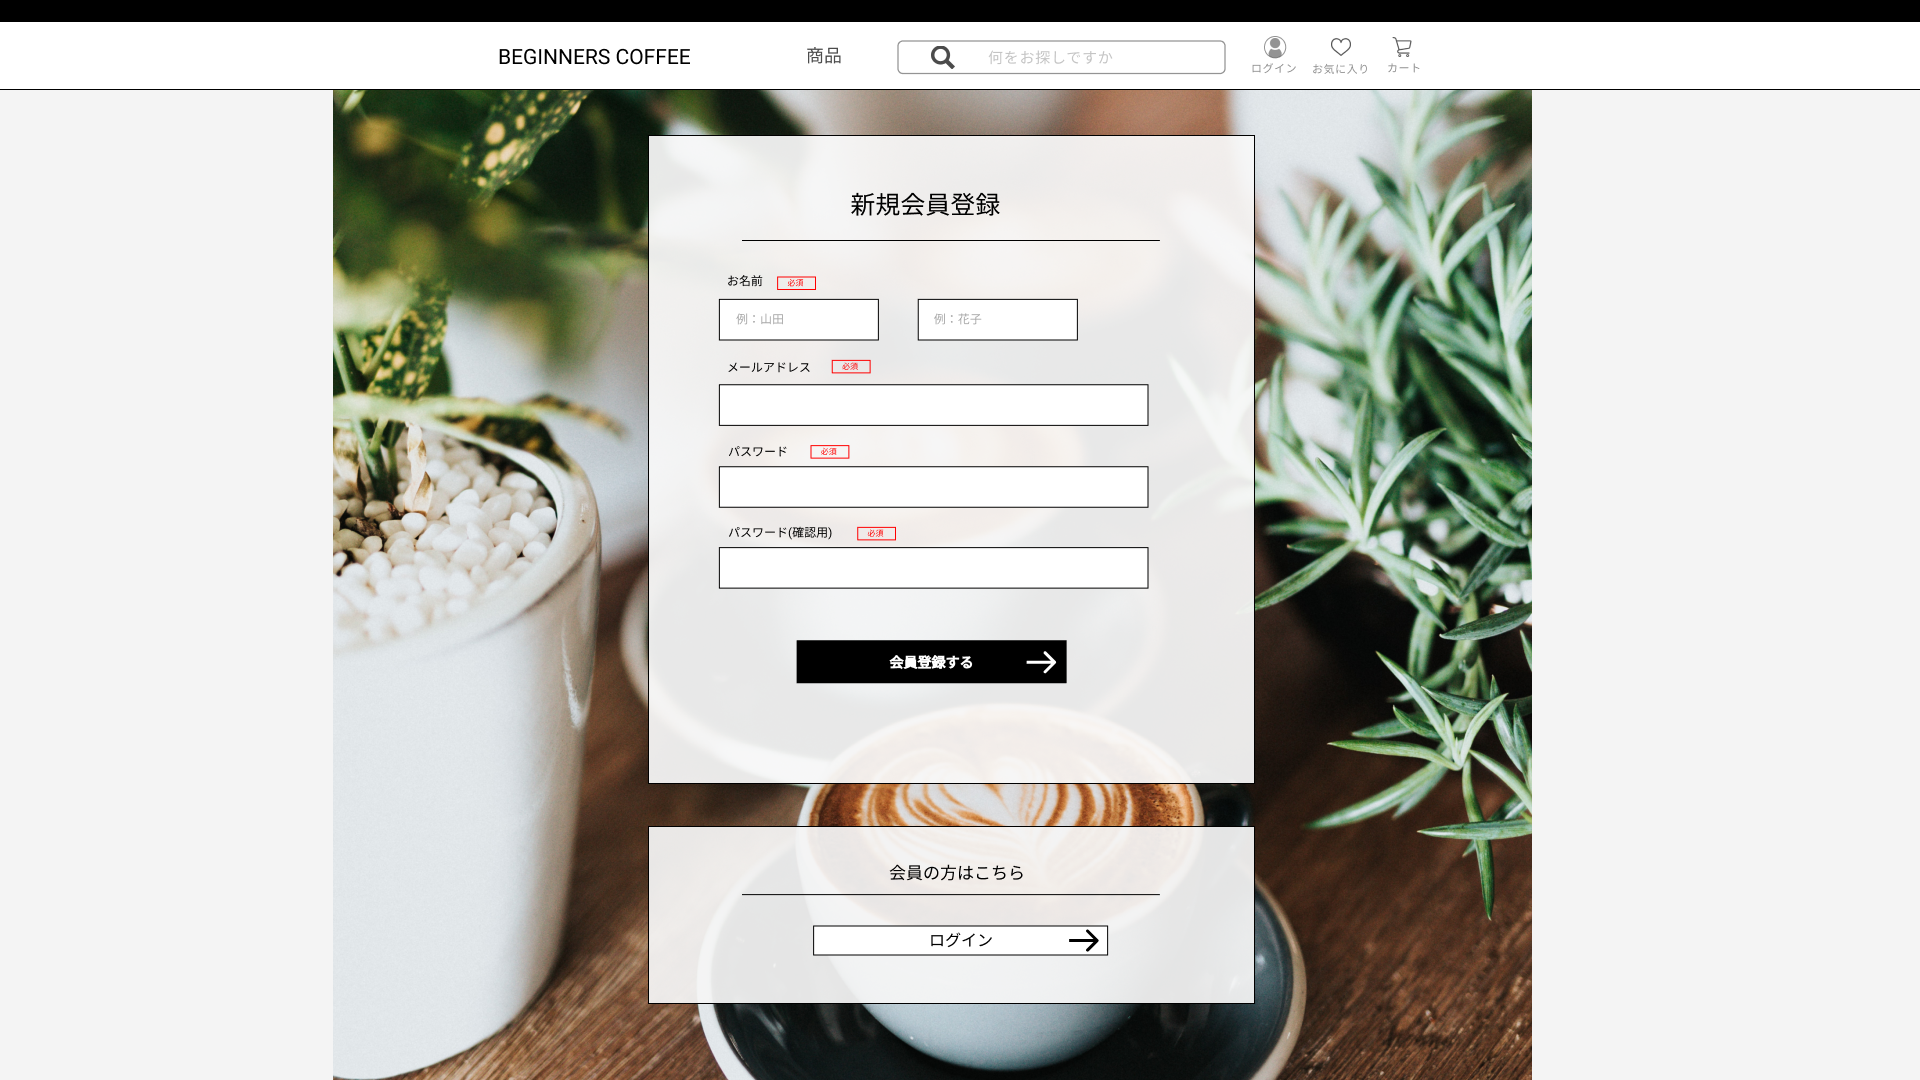 BEGINNERS COFFEE
商品
何をお探しですか
ログイン
お気に入り
カート
新規会員登録
お名前 必須
例：山田
例：花子
メールアドレス 必須
パスワード 必須
パスワード(確認用) 必須
会員登録する
会員の方はこちら
ログイン